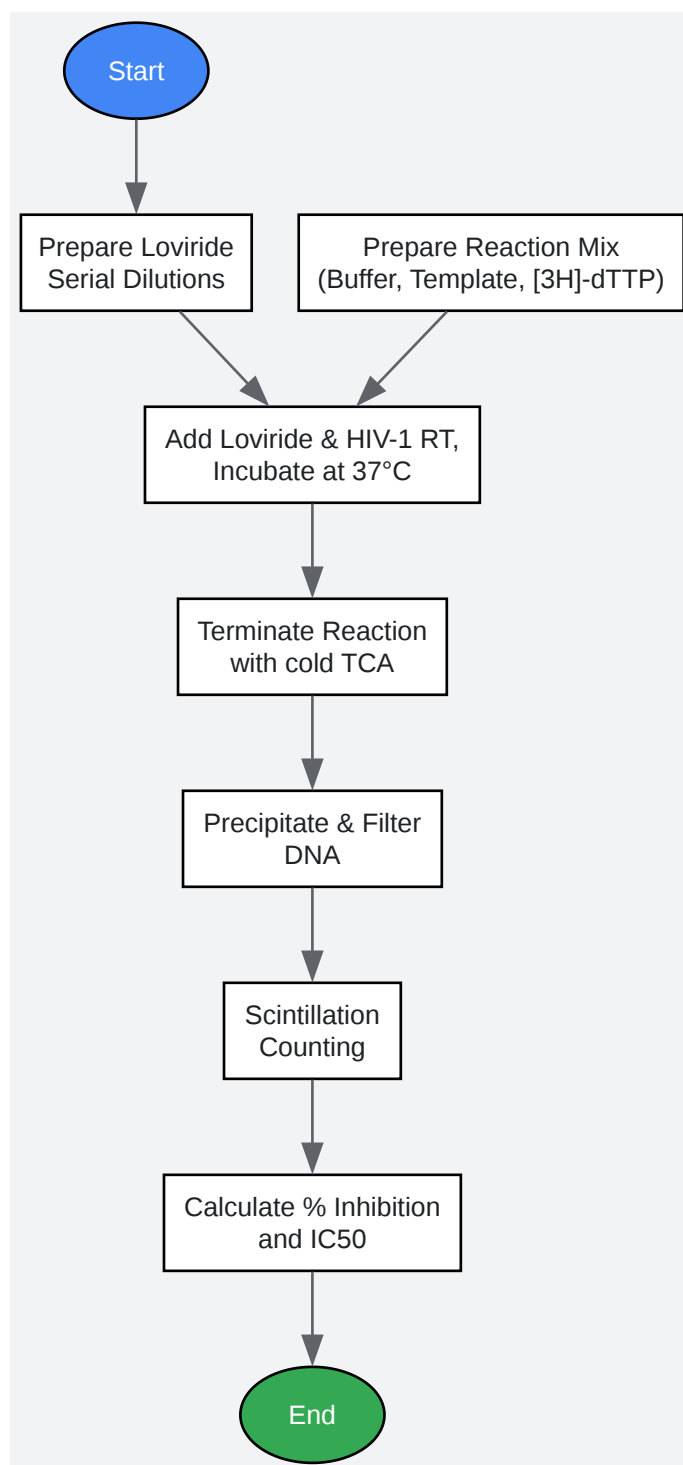 Start
Prepare Loviride
Serial Dilutions
Prepare Reaction Mix
(Buffer, Template, [3H]-dTTP)
Add Loviride & HIV-1 RT,
Incubate at 37°C
Terminate Reaction
with cold TCA
Precipitate & Filter
DNA
Scintillation
Counting
Calculate % Inhibition
and IC50
End